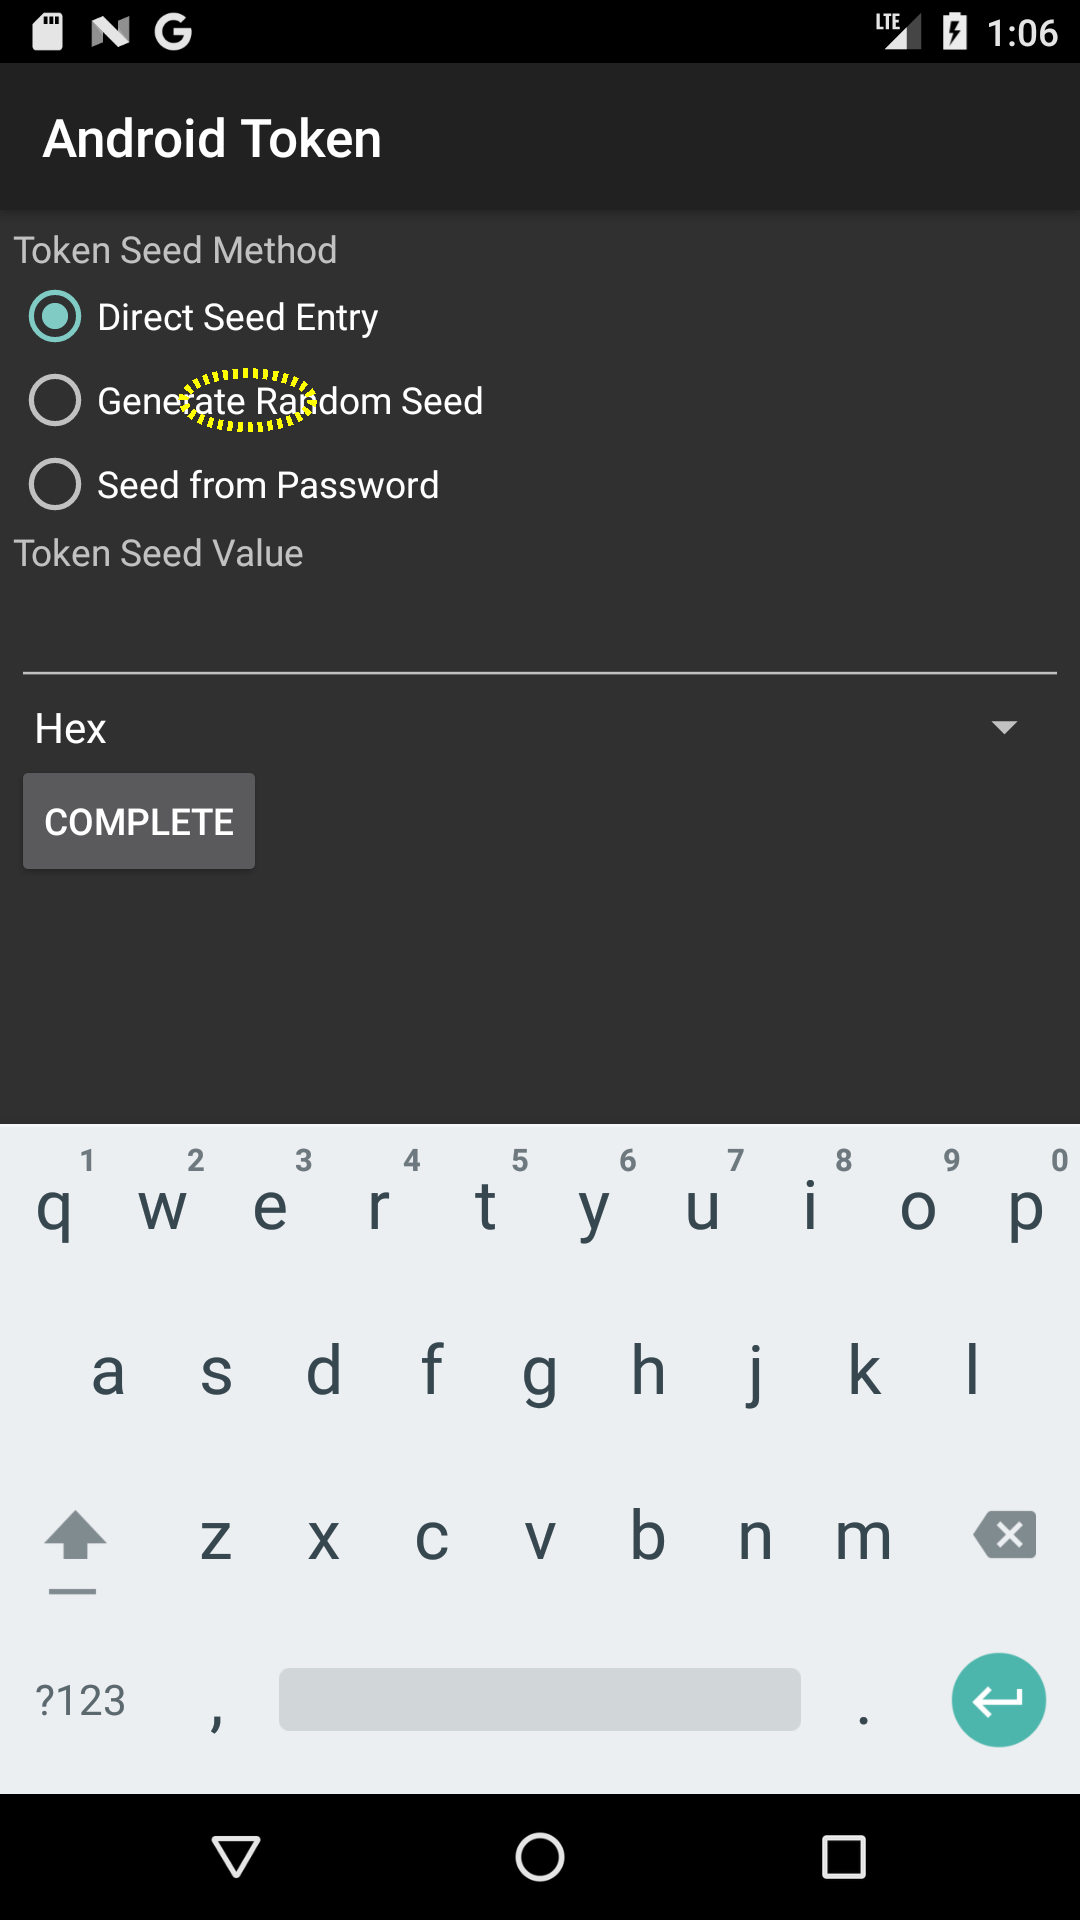 LTE 1:06
Android Token
Token Seed Method
Direct Seed Entry
Generate Random Seed
Seed from Password
Token Seed Value
Hex
COMPLETE
1 2 3 4 5 6 7 8 9 0
q w e r t y u i o p
a s d f g h j k l
z x c v b n m
?123 , .